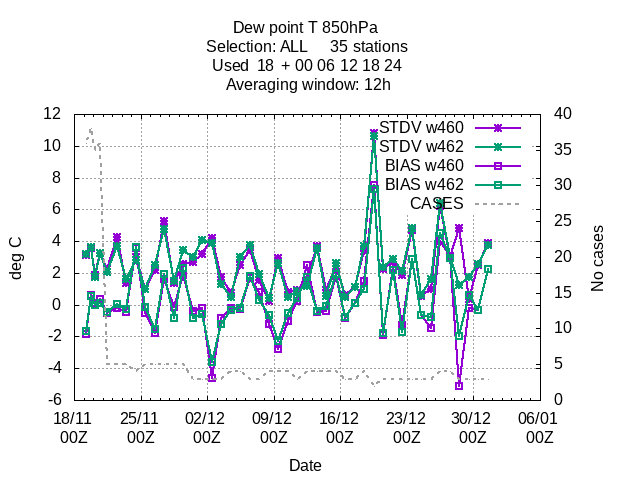 Dew point T 850hPa
Selection: ALL     35 stations
Used  18  + 00 06 12 18 24
Averaging window: 12h
12
10
8
6
4
2
0
-2
-4
-6
deg C
STDV w460
STDV w462
BIAS w460
BIAS w462
CASES
40
35
30
25
20
15
10
5
0
No cases
18/11 25/11 02/12 09/12 16/12 23/12 30/12 06/01
00Z 00Z 00Z 00Z 00Z 00Z 00Z 00Z
Date